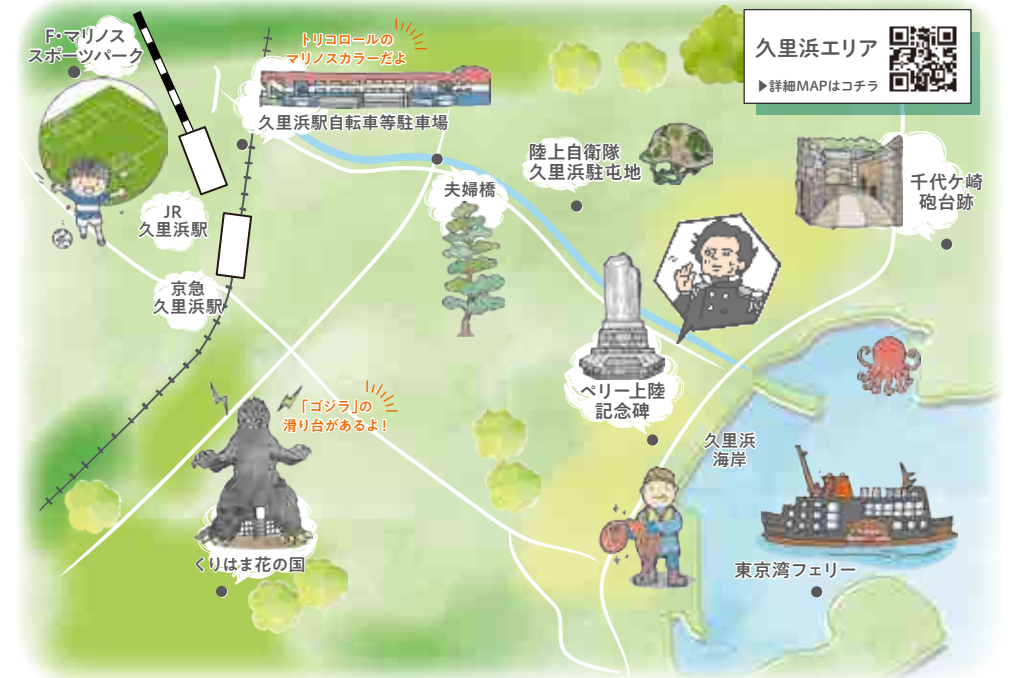 F・マリノス
スポーツパーク
トリコロールの
マリノスカラーだよ
久里浜エリア
▶詳細MAPはコチラ
久里浜駅自転車等駐車場
陸上自衛隊
久里浜駐屯地
千代ケ崎
砲台跡
夫婦橋
JR
久里浜駅
京急
久里浜駅
ペリー上陸
記念碑
「ゴジラ」の
滑り台があるよ!
久里浜
海岸
くりはま花の国
東京湾フェリー